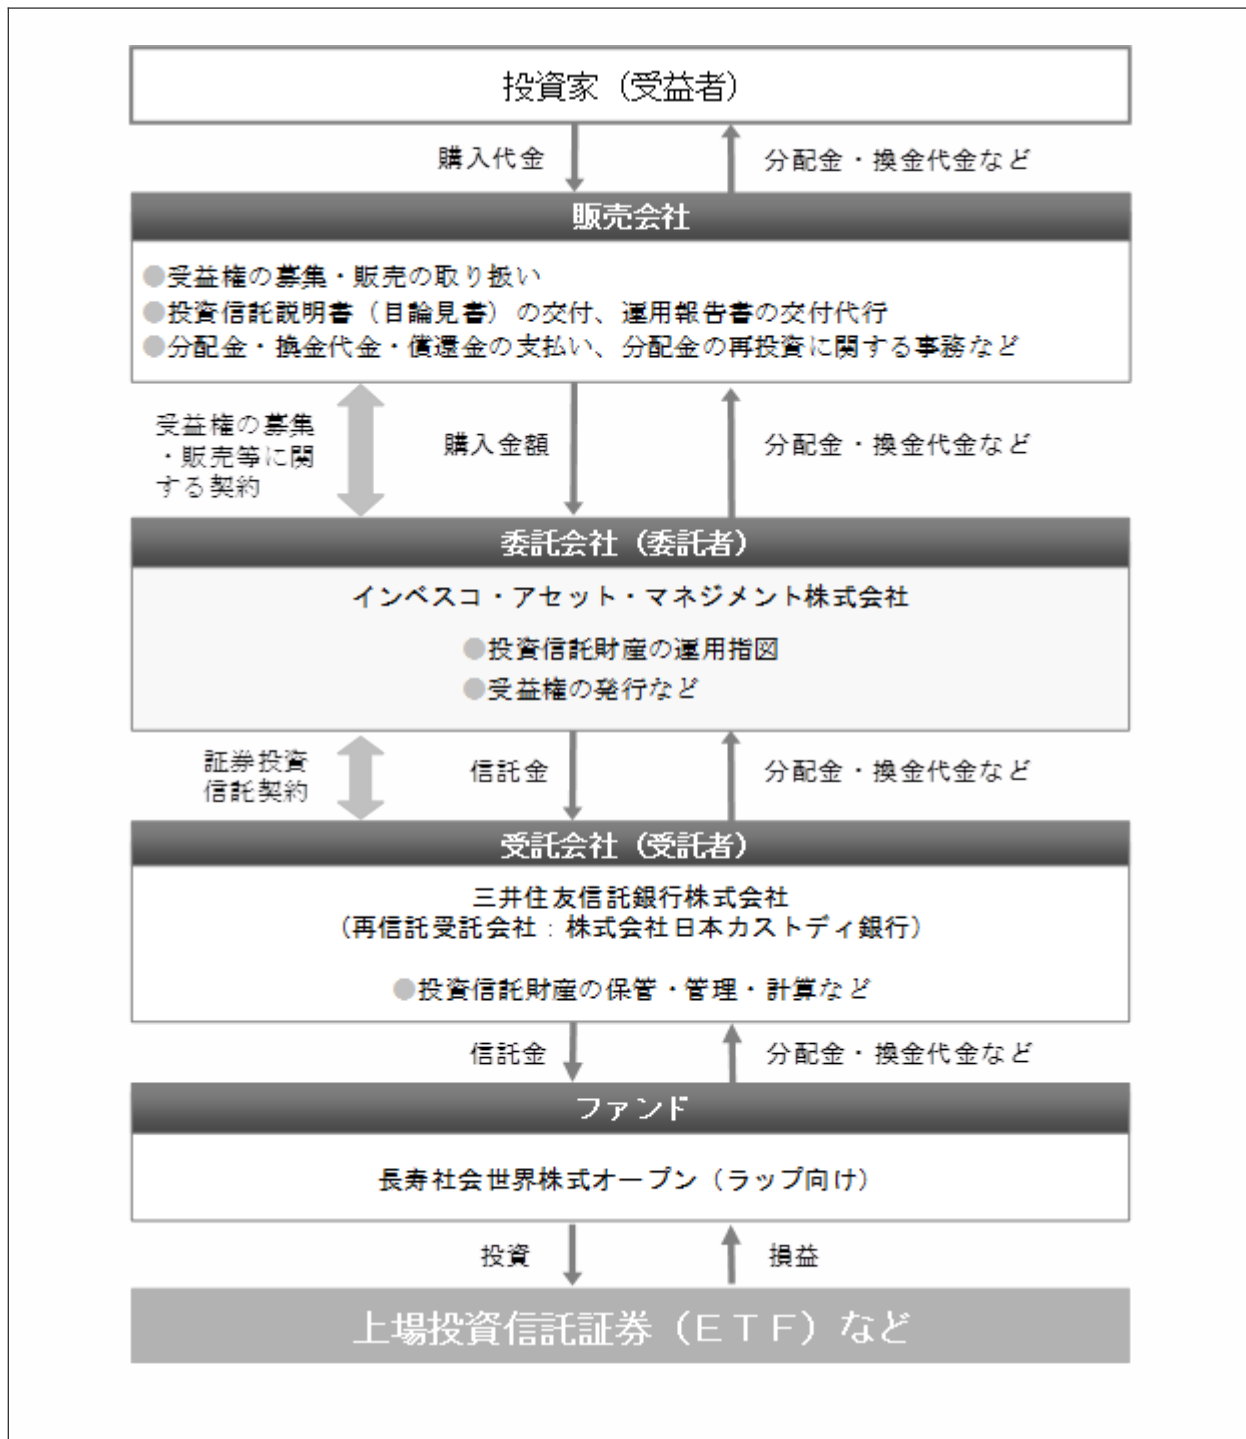 投資家（受益者）
購入代金
分配金・換金代金など
販売会社
●受益権の募集・販売の取り扱い
●投資信託説明書（目論見書）の交付、運用報告書の交付代行
●分配金・換金代金・償還金の支払い、分配金の再投資に関する事務など
受益権の募集
・販売等に関
する契約
購入金額
分配金・換金代金など
委託会社（委託者）
インベスコ・アセット・マネジメント株式会社
●投資信託財産の運用指図
●受益権の発行など
証券投資
信託契約
信託金
分配金・換金代金など
受託会社（受託者）
三井住友信託銀行株式会社
（再信託受託会社：株式会社日本カストディ銀行）
●投資信託財産の保管・管理・計算など
信託金
分配金・換金代金など
ファンド
長寿社会世界株式オープン（ラップ向け）
投資
損益
上場投資信託証券（ＥＴＦ）など